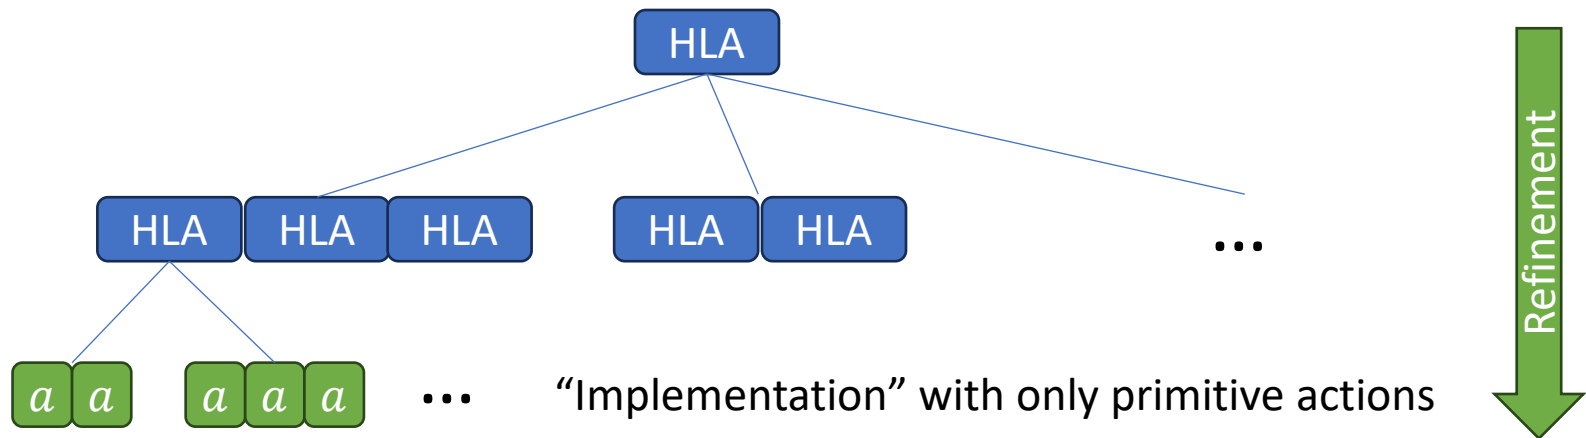 HLA
HLA HLA HLA HLA HLA ...
Refinement
a a a a a ... “Implementation” with only primitive actions